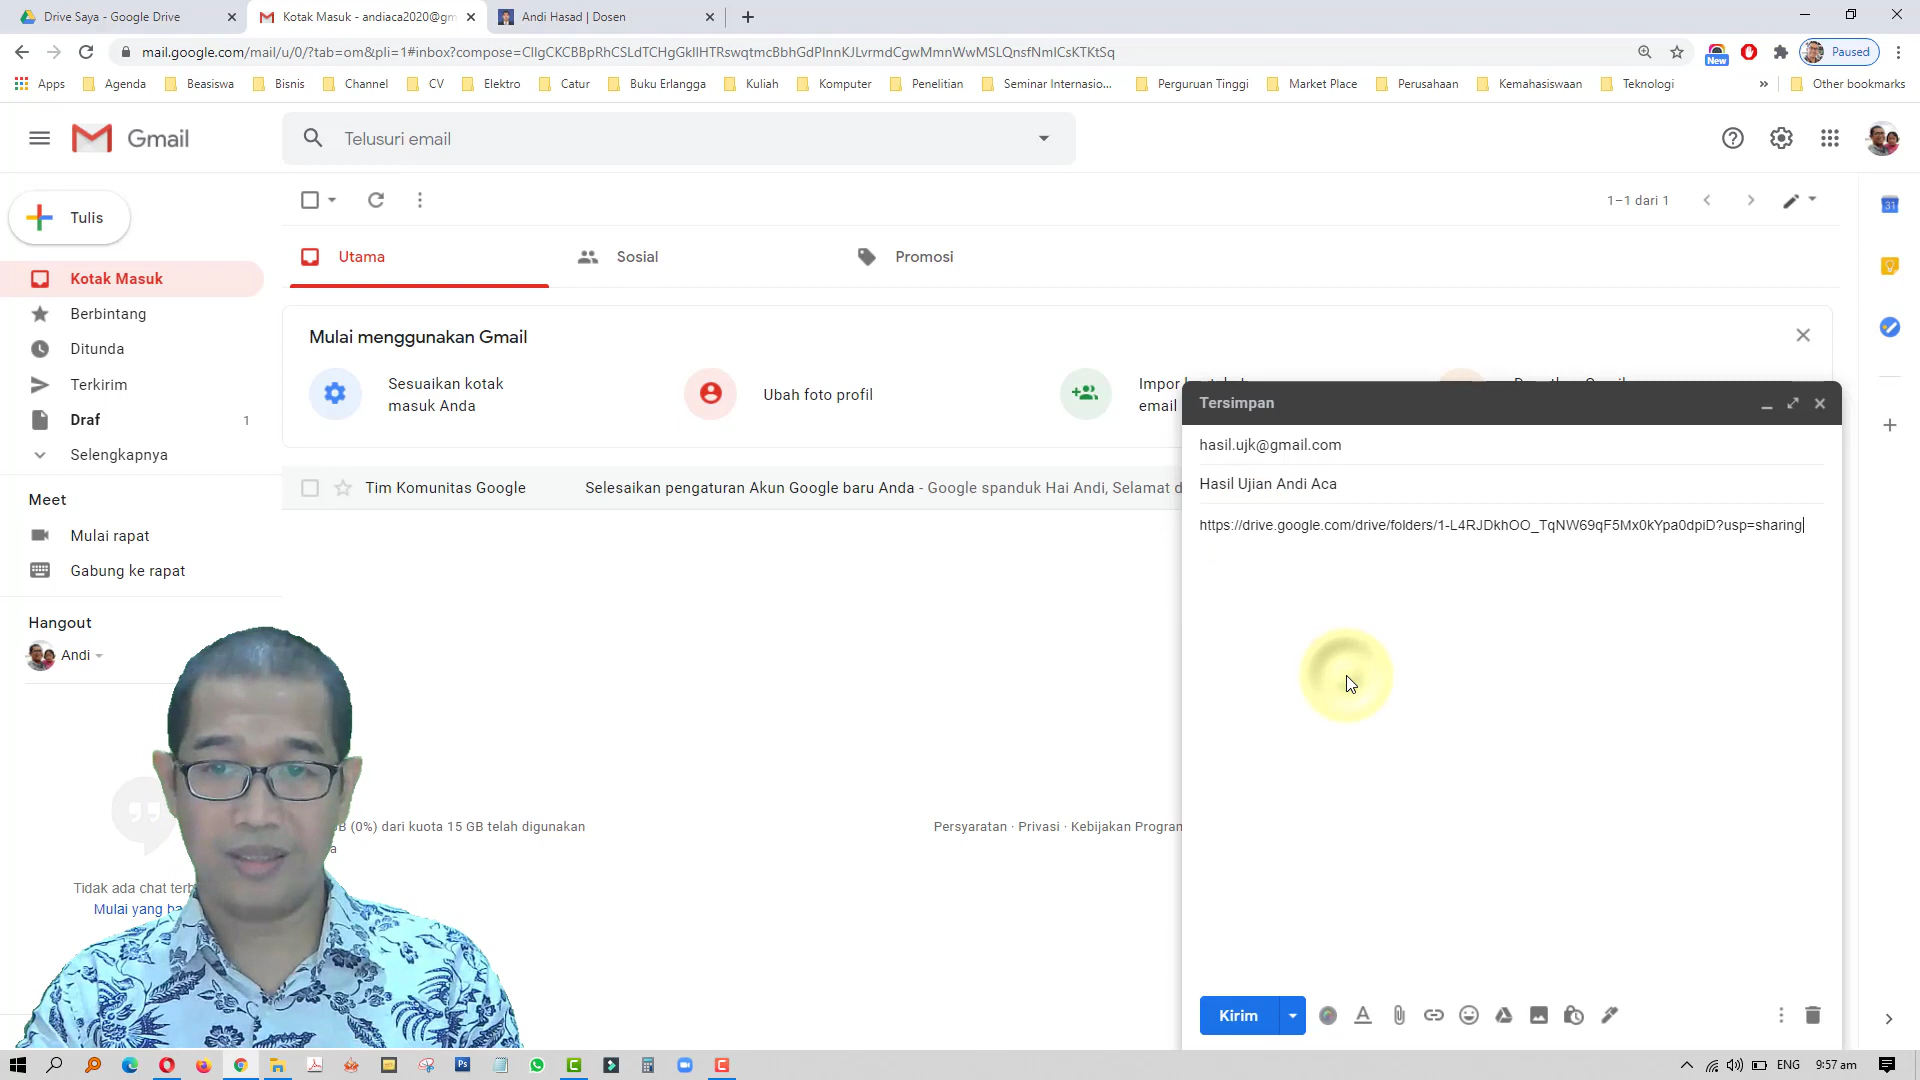 Drive Saya - Google Drive
Kotak Masuk - andiaca2020@gm
Andi Hasad | Dosen
mail.google.com/mail/u/0/?tab=om&pli=1#inbox?compose=CllgCKCBBpRhCSLdTCHgGkllHTRswqtmcBbhGdPlnnKJLvrmdCgwMmnWwMSLQnsfNmlCsKTKtSq
Paused
New
Apps
Agenda
Beasiswa
Bisnis
Channel
CV
Elektro
Catur
Buku Erlangga
Kuliah
Komputer
Penelitian
Seminar Internasio...
Perguruan Tinggi
Market Place
Perusahaan
Kemahasiswaan
Teknologi
»
Other bookmarks
Gmail
Telusuri email
Tulis
1–1 dari 1
31
Utama
Sosial
Promosi
Kotak Masuk
Berbintang
Ditunda
Terkirim
Draf 1
Selengkapnya
Mulai menggunakan Gmail
Sesuaikan kotak
masuk Anda
Ubah foto profil
Impor
email
Tim Komunitas Google
Selesaikan pengaturan Akun Google baru Anda - Google spanduk Hai Andi, Selamat d
Meet
Mulai rapat
Gabung ke rapat
Hangout
Andi
Tersimpan
hasil.ujk@gmail.com
Hasil Ujian Andi Aca
https://drive.google.com/drive/folders/1-L4RJDkhOO_TqNW69qF5Mx0kYpa0dpiD?usp=sharing
B (0%) dari kuota 15 GB telah digunakan
a
Persyaratan · Privasi · Kebijakan Program
Tidak ada chat terb
Mulai yang ba
Kirim
ENG
9:57 am